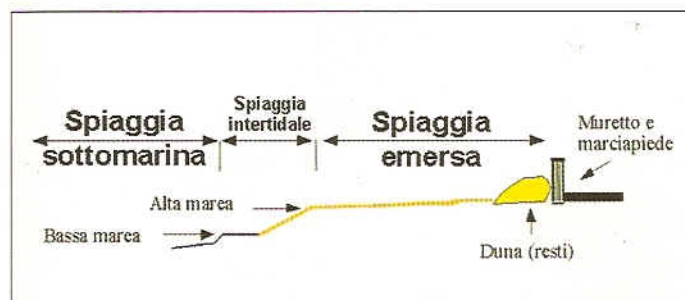 Spiaggia
sottomarina
Spiaggia
intertidale
Spiaggia
emersa
Muretto e
marciapiede
Alta marea
Bassa marea
Duna (resti)